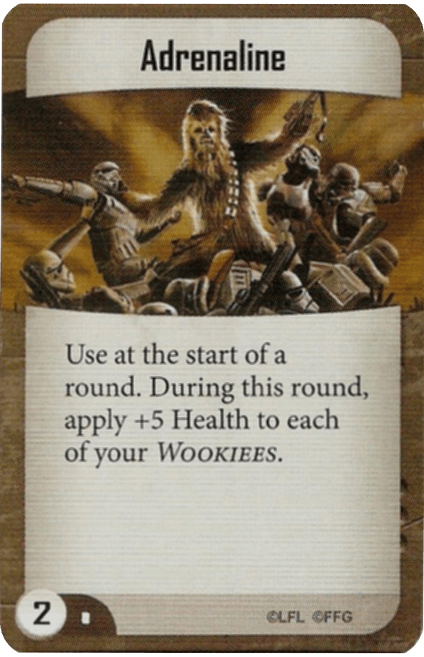 Adrenaline
Use at the start of a
round. During this round,
apply +5 Health to each
of your WOOKIEES.
2
©LFL ©FFG